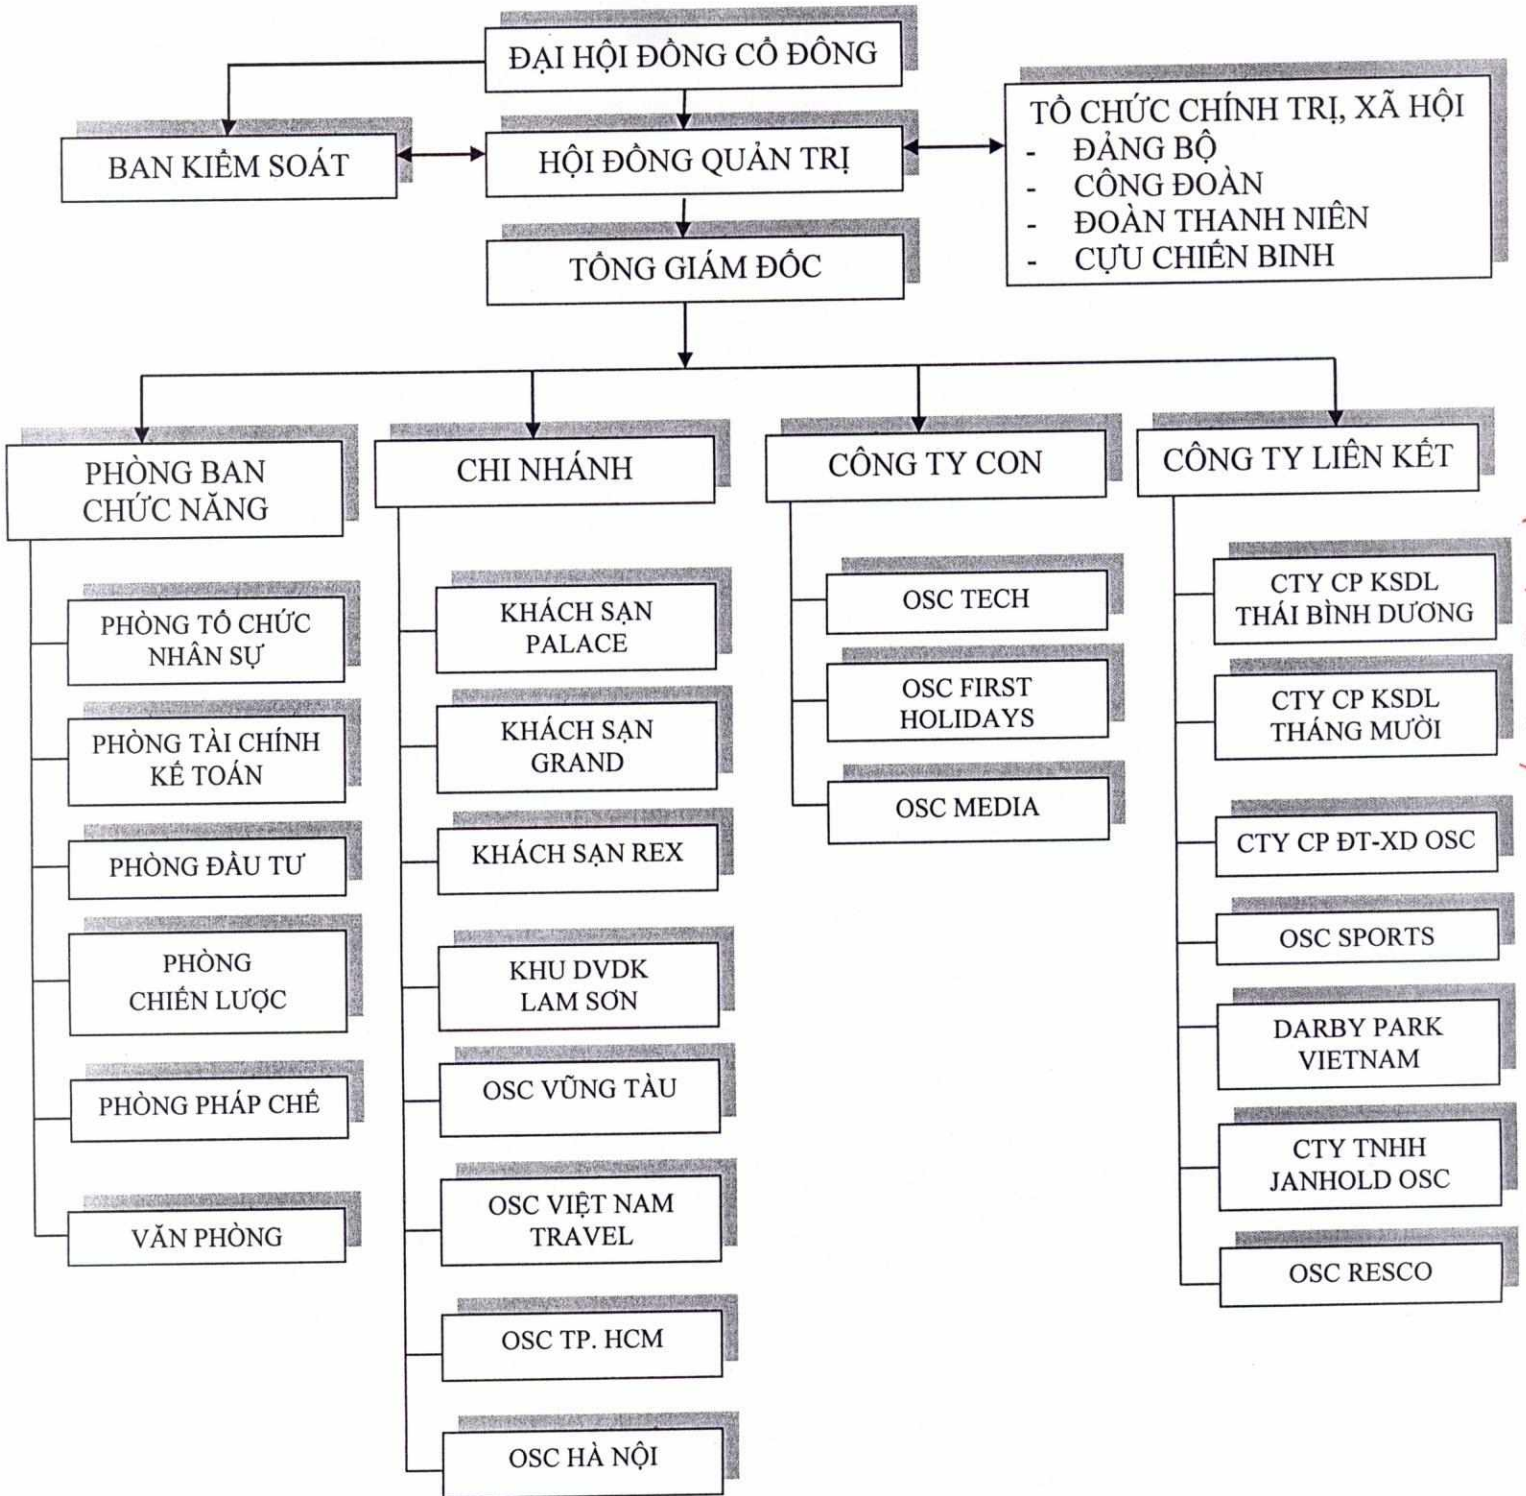 ĐẠI HỘI ĐỒNG CỔ ĐÔNG
BAN KIỂM SOÁT
HỘI ĐỒNG QUẢN TRỊ
TỔ CHỨC CHÍNH TRỊ, XÃ HỘI
- ĐẢNG BỘ
- CÔNG ĐOÀN
- ĐOÀN THANH NIÊN
- CỰU CHIẾN BINH
TỔNG GIÁM ĐỐC
PHÒNG BAN
CHỨC NĂNG
PHÒNG TỔ CHỨC
NHÂN SỰ
PHÒNG TÀI CHÍNH
KẾ TOÁN
PHÒNG ĐẦU TƯ
PHÒNG
CHIẾN LƯỢC
PHÒNG PHÁP CHẾ
VĂN PHÒNG
CHI NHÁNH
KHÁCH SẠN
PALACE
KHÁCH SẠN
GRAND
KHÁCH SẠN REX
KHU DVDK
LAM SƠN
OSC VŨNG TÀU
OSC VIỆT NAM
TRAVEL
OSC TP. HCM
OSC HÀ NỘI
CÔNG TY CON
OSC TECH
OSC FIRST
HOLIDAYS
OSC MEDIA
CÔNG TY LIÊN KẾT
CTY CP KSDL
THÁI BÌNH DƯƠNG
CTY CP KSDL
THÁNG MƯỜI
CTY CP ĐT-XD OSC
OSC SPORTS
DARBY PARK
VIETNAM
CTY TNHH
JANHOLD OSC
OSC RESCO